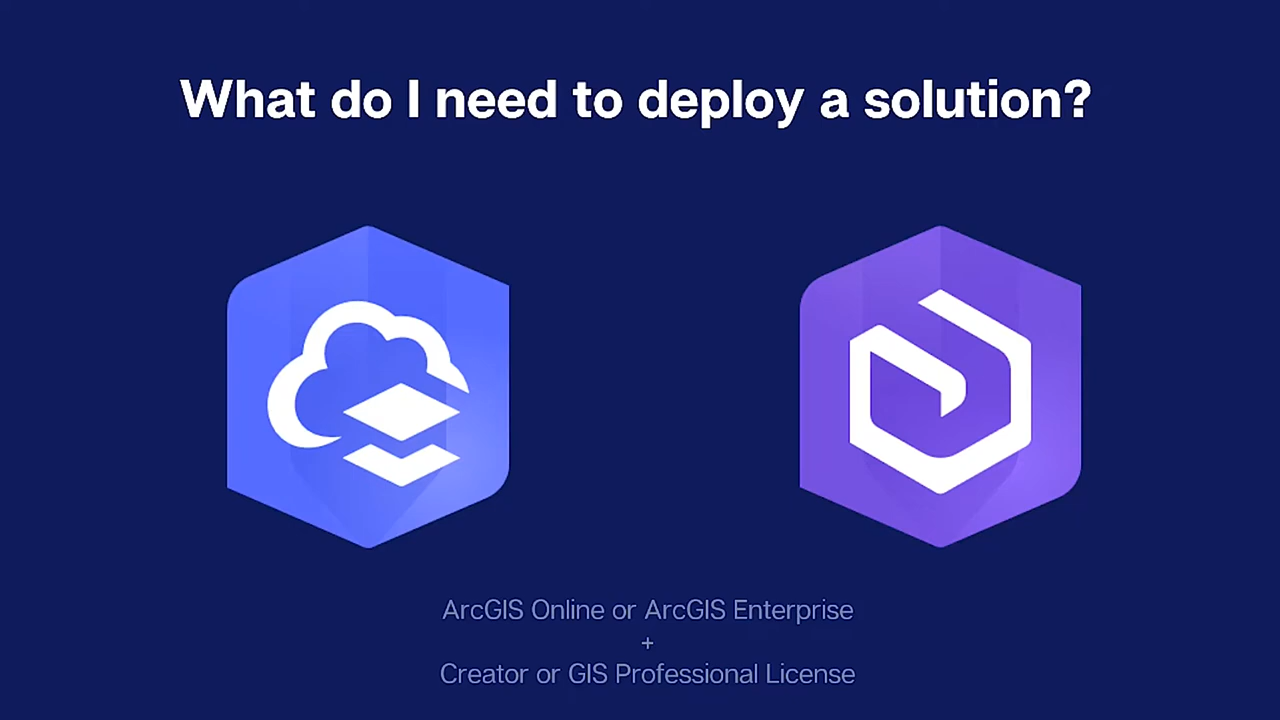 What do I need to deploy a solution?
ArcGIS Online or ArcGIS Enterprise
+
Creator or GIS Professional License